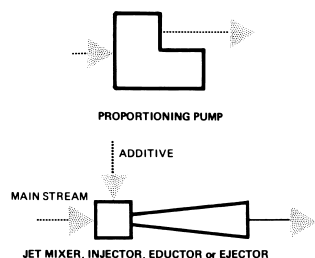 PROPORTIONING PUMP
ADDITIVE
MAIN STREAM
JET MIXER, INJECTOR, EDUCTOR or EJECTOR